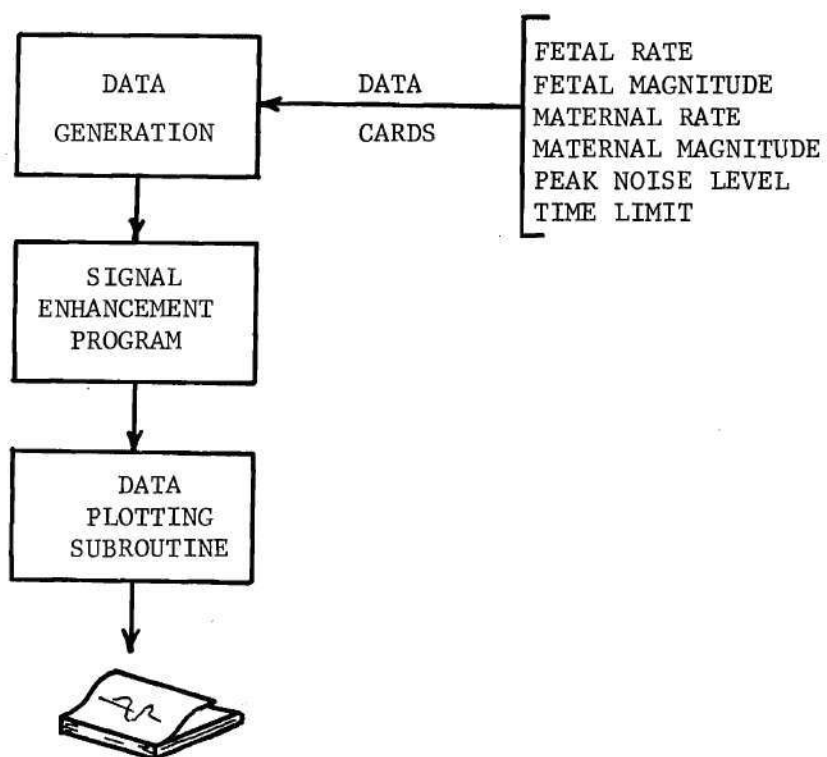 DATA
GENERATION
DATA
CARDS
FETAL RATE
FETAL MAGNITUDE
MATERNAL RATE
MATERNAL MAGNITUDE
PEAK NOISE LEVEL
TIME LIMIT
SIGNAL
ENHANCEMENT
PROGRAM
DATA
PLOTTING
SUBROUTINE